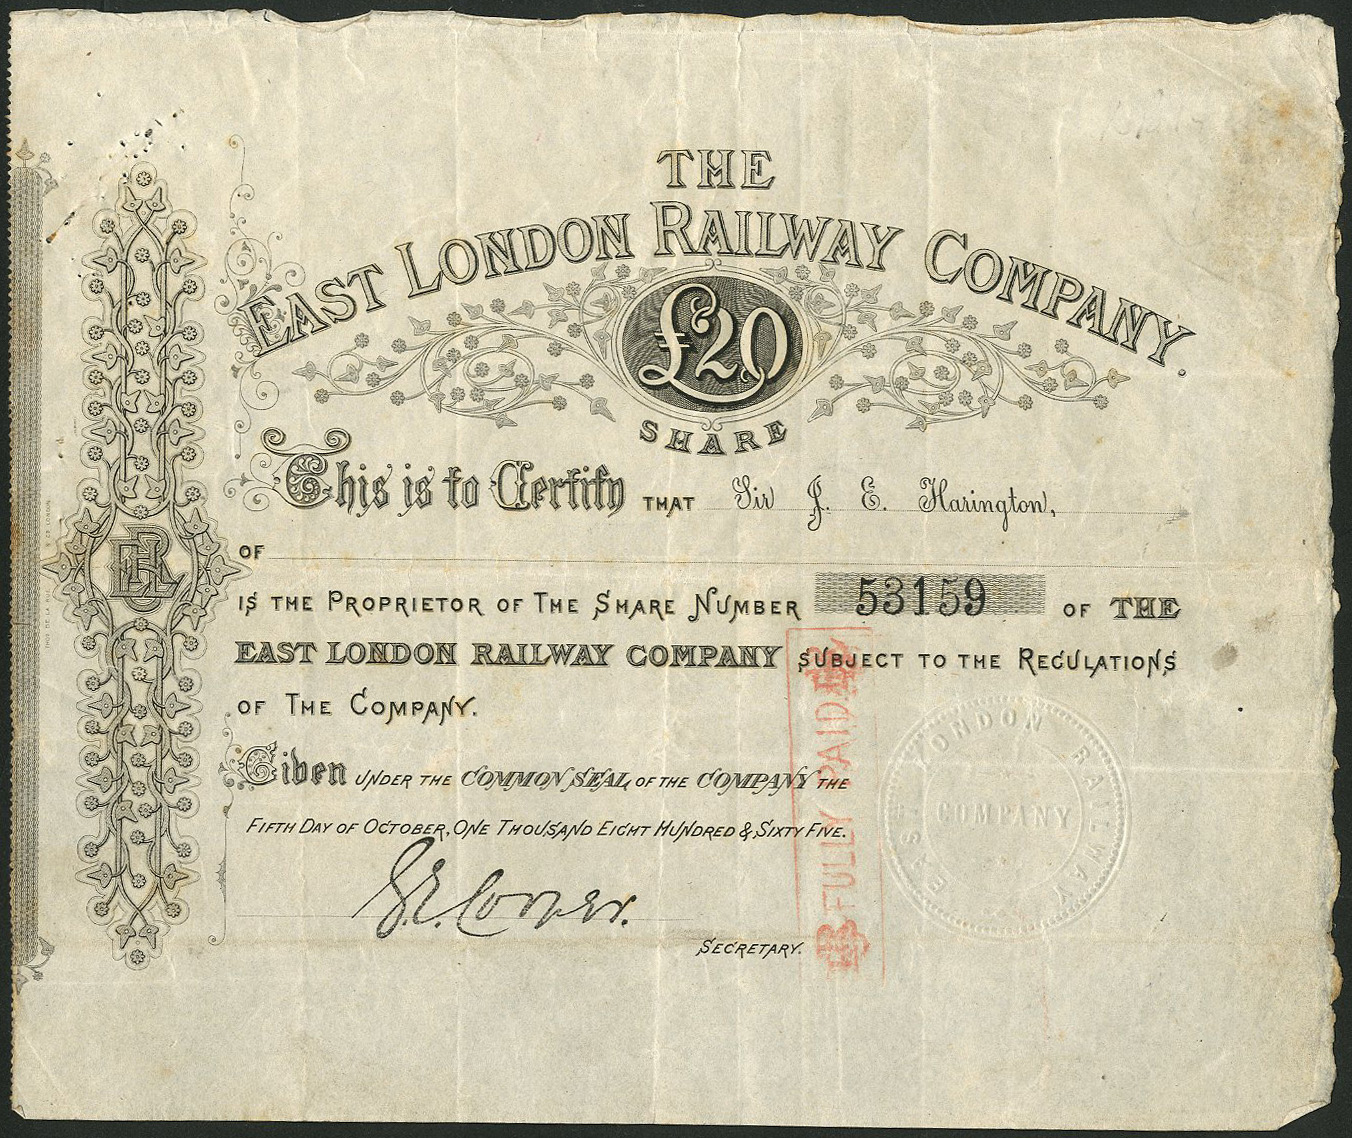 THE
EAST LONDON RAILWAY COMPANY.
£20
SHARE
This is to Certify THAT Sir J. E. Harington,
OF
IS THE PROPRIETOR OF THE SHARE NUMBER 53159 OF THE
EAST LONDON RAILWAY COMPANY SUBJECT TO THE REGULATIONS
OF THE COMPANY.
Given UNDER THE COMMON SEAL OF THE COMPANY THE
FIFTH DAY OF OCTOBER, ONE THOUSAND EIGHT HUNDRED & SIXTY FIVE.
SECRETARY.
FULLY PAID
EAST LONDON RAILWAY
COMPANY